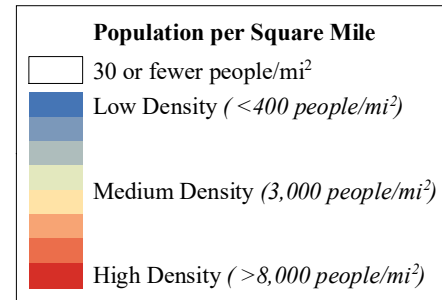 Population per Square Mile
30 or fewer people/mi²
Low Density ( <400 people/mi²)
Medium Density (3,000 people/mi²)
High Density ( >8,000 people/mi²)